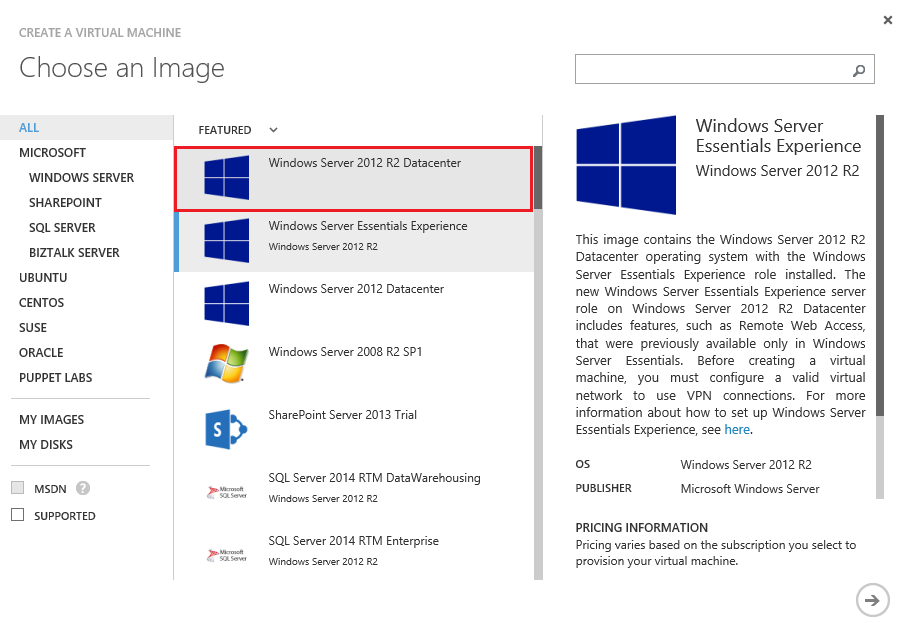 CREATE A VIRTUAL MACHINE
Choose an Image
ALL
MICROSOFT
WINDOWS SERVER
SHAREPOINT
SQL SERVER
BIZTALK SERVER
UBUNTU
CENTOS
SUSE
ORACLE
PUPPET LABS
MY IMAGES
MY DISKS
MSDN ?
SUPPORTED
FEATURED
Windows Server 2012 R2 Datacenter
Windows Server Essentials Experience
Windows Server 2012 R2
Windows Server 2012 Datacenter
Windows Server 2008 R2 SP1
S
SharePoint Server 2013 Trial
Microsoft
SQL Server
SQL Server 2014 RTM DataWarehousing
Windows Server 2012 R2
Microsoft
SQL Server
SQL Server 2014 RTM Enterprise
Windows Server 2012 R2
Windows Server
Essentials Experience
Windows Server 2012 R2
This image contains the Windows Server 2012 R2
Datacenter operating system with the Windows
Server Essentials Experience role installed. The
new Windows Server Essentials Experience server
role on Windows Server 2012 R2 Datacenter
includes features, such as Remote Web Access,
that were previously available only in Windows
Server Essentials. Before creating a virtual
machine, you must configure a valid virtual
network to use VPN connections. For more
information about how to set up Windows Server
Essentials Experience, see here.
OS Windows Server 2012 R2
PUBLISHER Microsoft Windows Server
PRICING INFORMATION
Pricing varies based on the subscription you select to
provision your virtual machine.